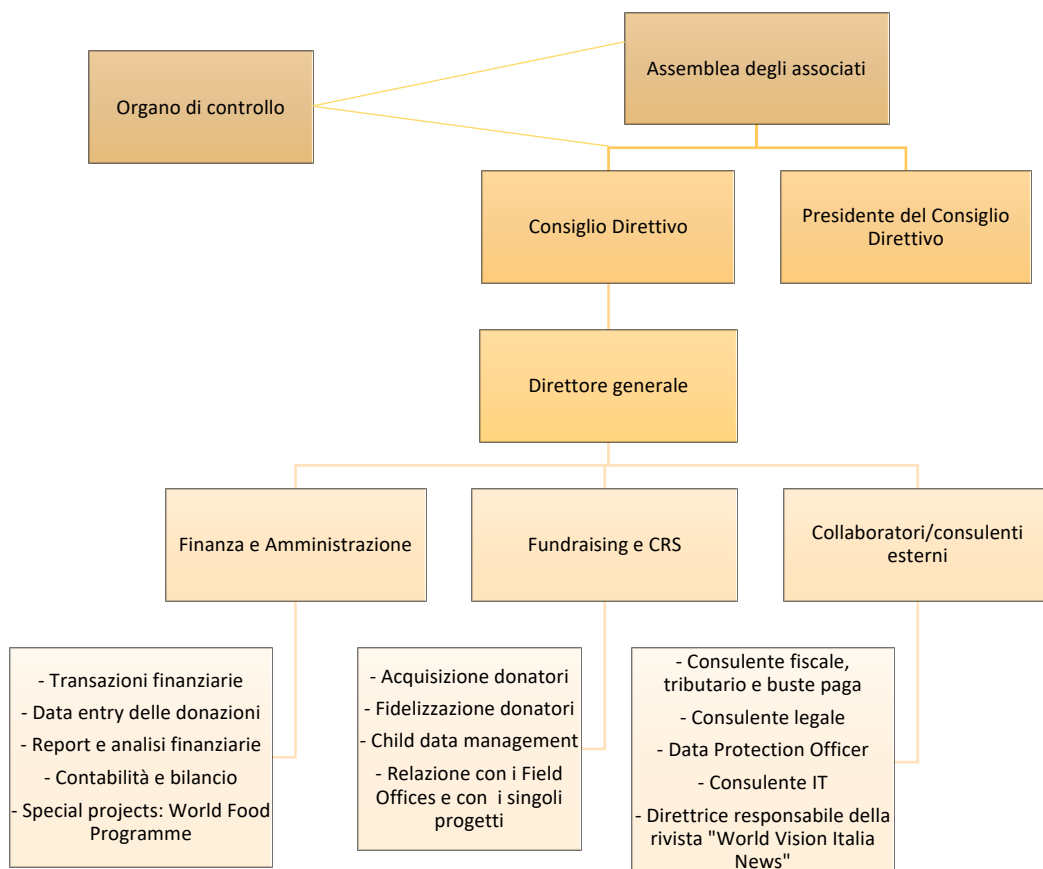 Assemblea degli associati
Organo di controllo
Consiglio Direttivo
Presidente del Consiglio
Direttivo
Direttore generale
Finanza e Amministrazione
Fundraising e CRS
Collaboratori/consulenti
esterni
- Transazioni finanziarie
- Data entry delle donazioni
- Report e analisi finanziarie
- Contabilità e bilancio
- Special projects: World Food
Programme
- Acquisizione donatori
- Fidelizzazione donatori
- Child data management
- Relazione con i Field
Offices e con i singoli
progetti
- Consulente fiscale,
tributario e buste paga
- Consulente legale
- Data Protection Officer
- Consulente IT
- Direttrice responsabile della
rivista "World Vision Italia
News"